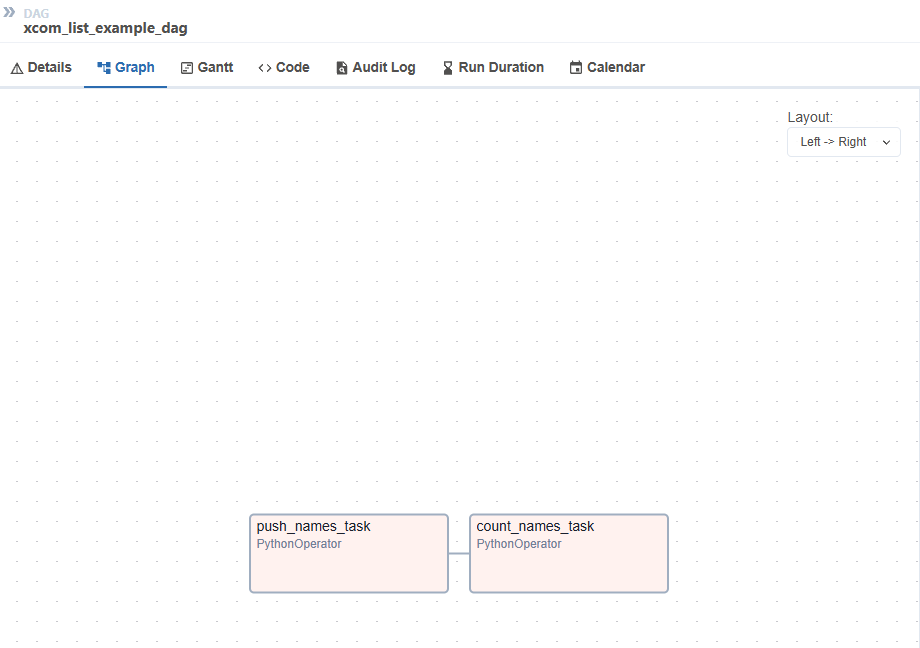 DAG
xcom_list_example_dag
Details Graph Gantt Code Audit Log Run Duration Calendar
Layout:
Left -> Right
push_names_task
PythonOperator
count_names_task
PythonOperator